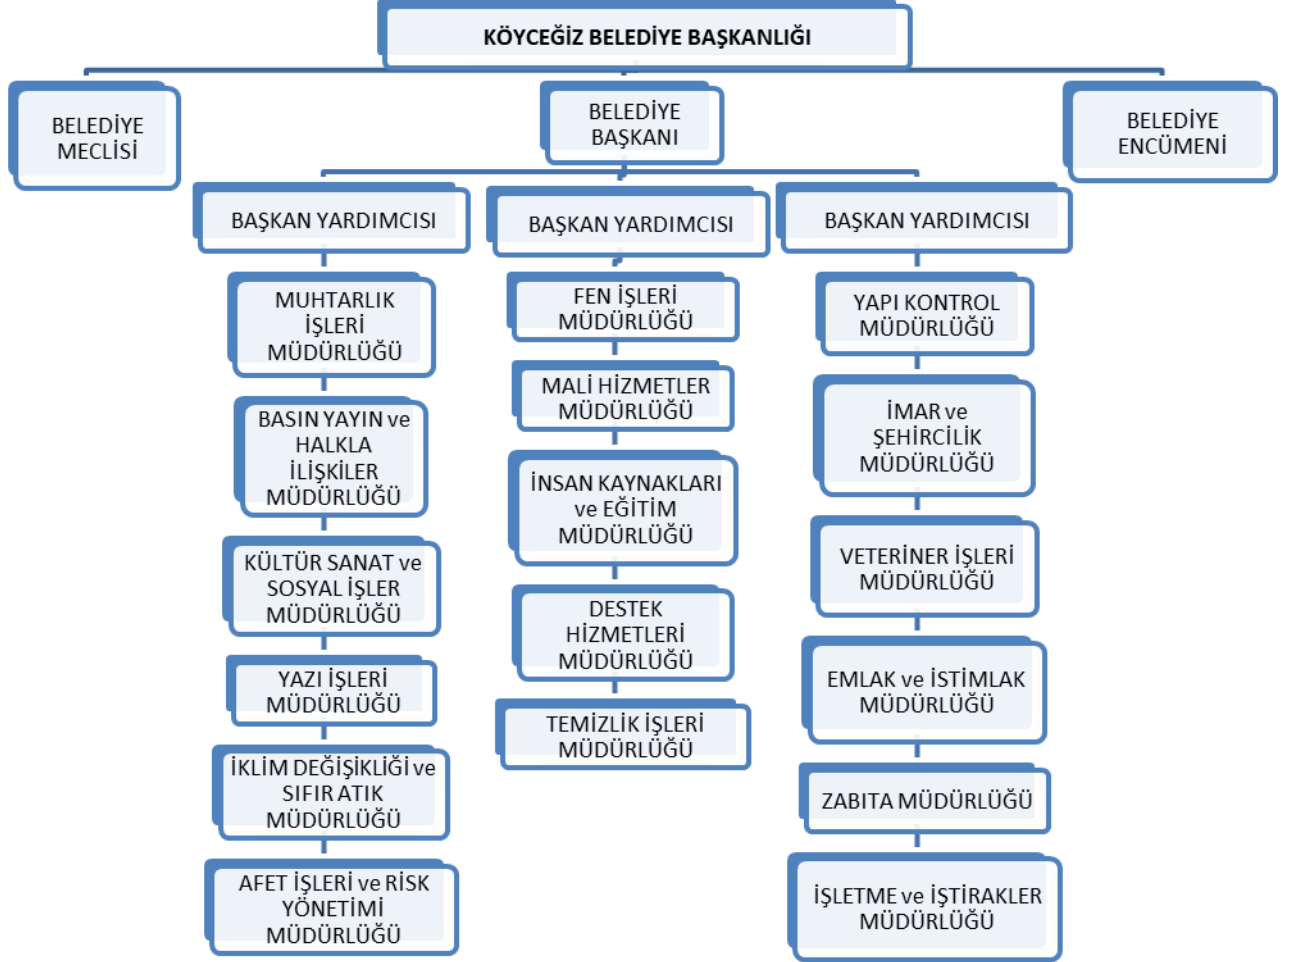 KÖYCEĞİZ BELEDİYE BAŞKANLIĞI
BELEDİYE
MECLİSİ
BELEDİYE
BAŞKANI
BELEDİYE
ENCÜMENİ
BAŞKAN YARDIMCISI
MUHTARLIK
İŞLERİ
MÜDÜRLÜĞÜ
BASIN YAYIN ve
HALKLA
İLİŞKİLER
MÜDÜRLÜĞÜ
KÜLTÜR SANAT ve
SOSYAL İŞLER
MÜDÜRLÜĞÜ
YAZI İŞLERİ
MÜDÜRLÜĞÜ
İKLİM DEĞİŞİKLİĞİ ve
SIFIR ATIK
MÜDÜRLÜĞÜ
AFET İŞLERİ ve RİSK
YÖNETİMİ
MÜDÜRLÜĞÜ
BAŞKAN YARDIMCISI
FEN İŞLERİ
MÜDÜRLÜĞÜ
MALİ HİZMETLER
MÜDÜRLÜĞÜ
İNSAN KAYNAKLARI
ve EĞİTİM
MÜDÜRLÜĞÜ
DESTEK
HİZMETLERİ
MÜDÜRLÜĞÜ
TEMİZLİK İŞLERİ
MÜDÜRLÜĞÜ
BAŞKAN YARDIMCISI
YAPI KONTROL
MÜDÜRLÜĞÜ
İMAR ve
ŞEHİRCİLİK
MÜDÜRLÜĞÜ
VETERİNER İŞLERİ
MÜDÜRLÜĞÜ
EMLAK ve İSTİMLAK
MÜDÜRLÜĞÜ
ZABITA MÜDÜRLÜĞÜ
İŞLETME ve İŞTİRAKLER
MÜDÜRLÜĞÜ